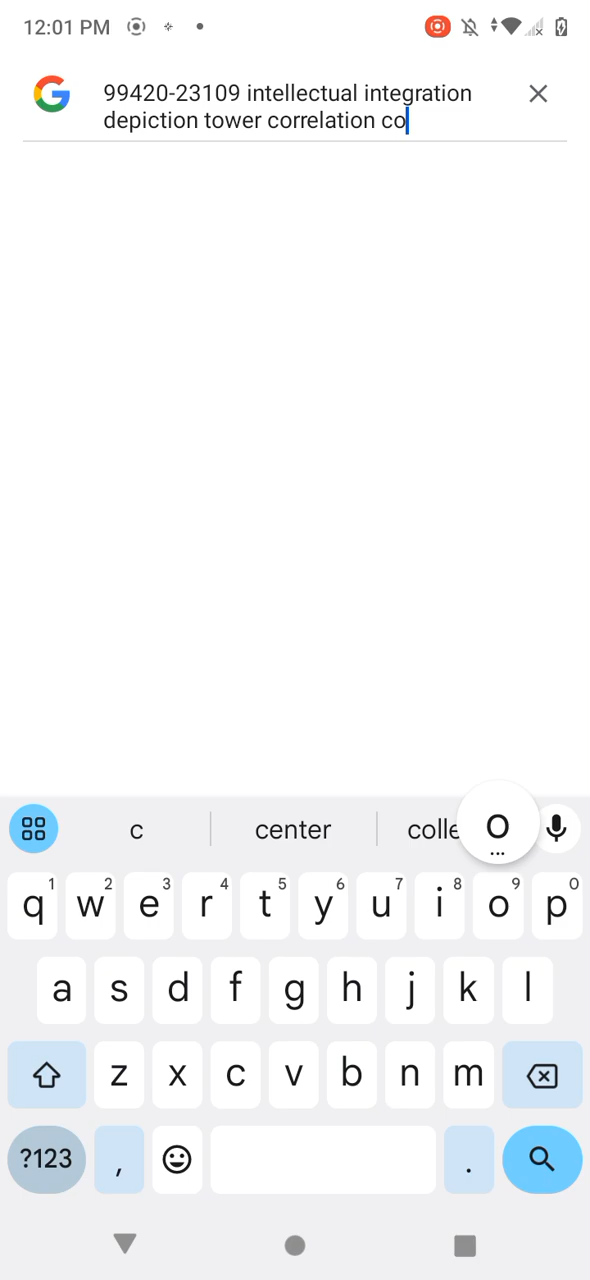 12:01 PM
99420-23109 intellectual integration
depiction tower correlation co
c center colle o
q1 w2 e3 r4 t5 y6 u7 i8 o9 p0
a s d f g h j k l
z x c v b n m
?123 , .